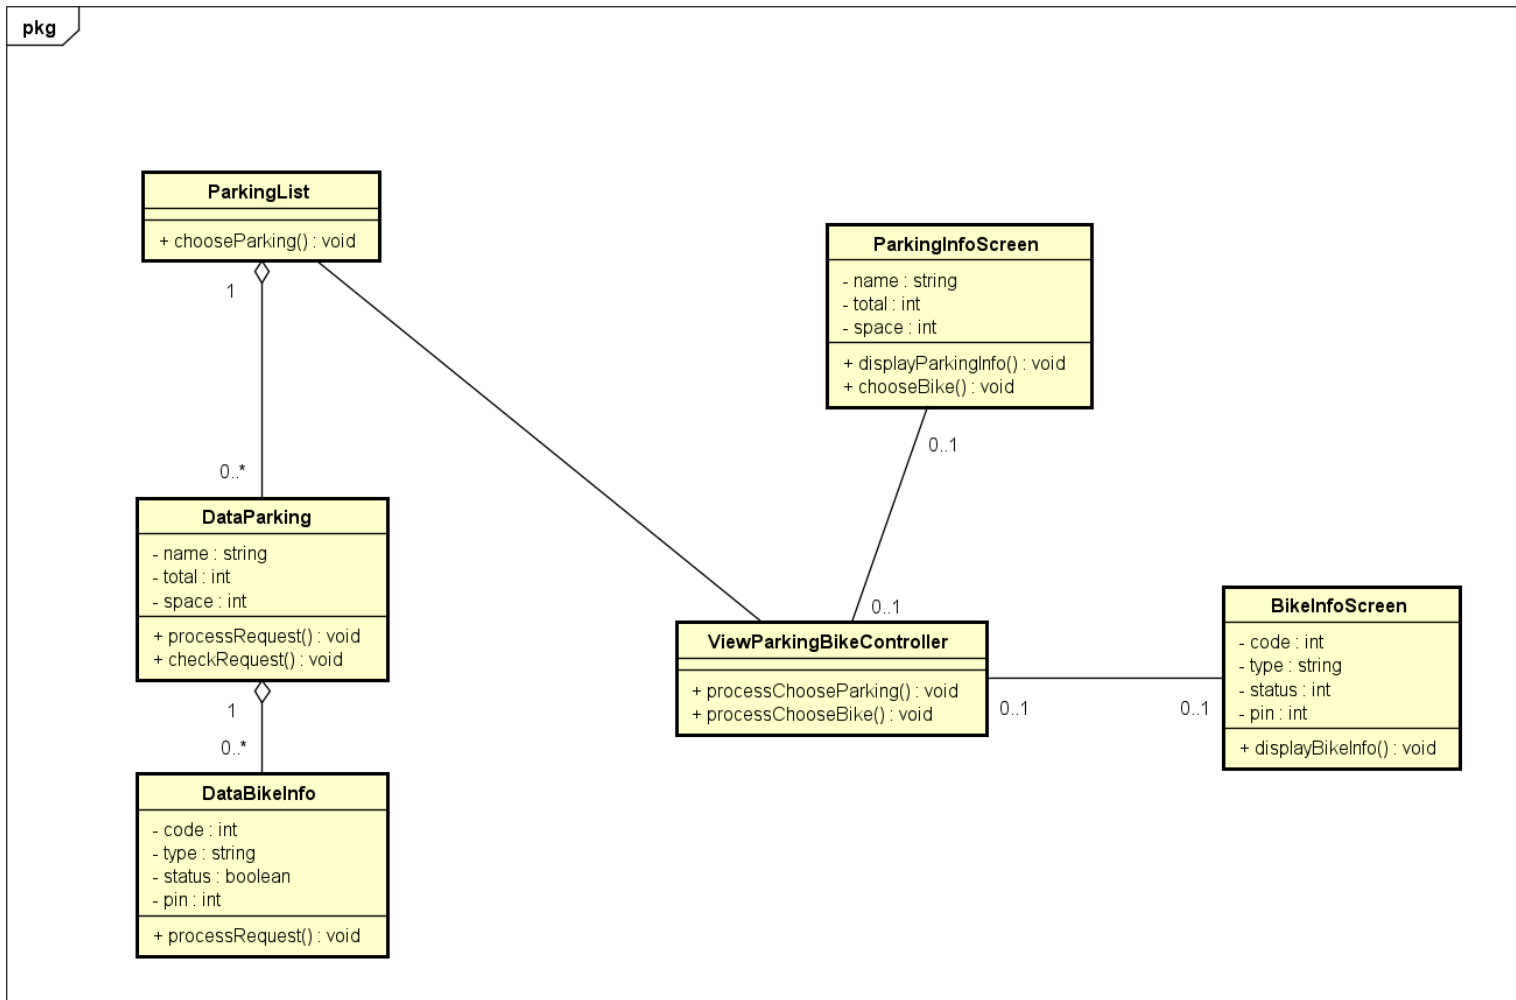 pkg
ParkingList
+ chooseParking() : void
1
0..*
DataParking
- name : string
- total : int
- space : int
+ processRequest() : void
+ checkRequest() : void
1
0..*
DataBikeInfo
- code : int
- type : string
- status : boolean
- pin : int
+ processRequest() : void
ParkingInfoScreen
- name : string
- total : int
- space : int
+ displayParkingInfo() : void
+ chooseBike() : void
0..1
0..1
ViewParkingBikeController
+ processChooseParking() : void
+ processChooseBike() : void
0..1
0..1
BikeInfoScreen
- code : int
- type : string
- status : int
- pin : int
+ displayBikeInfo() : void